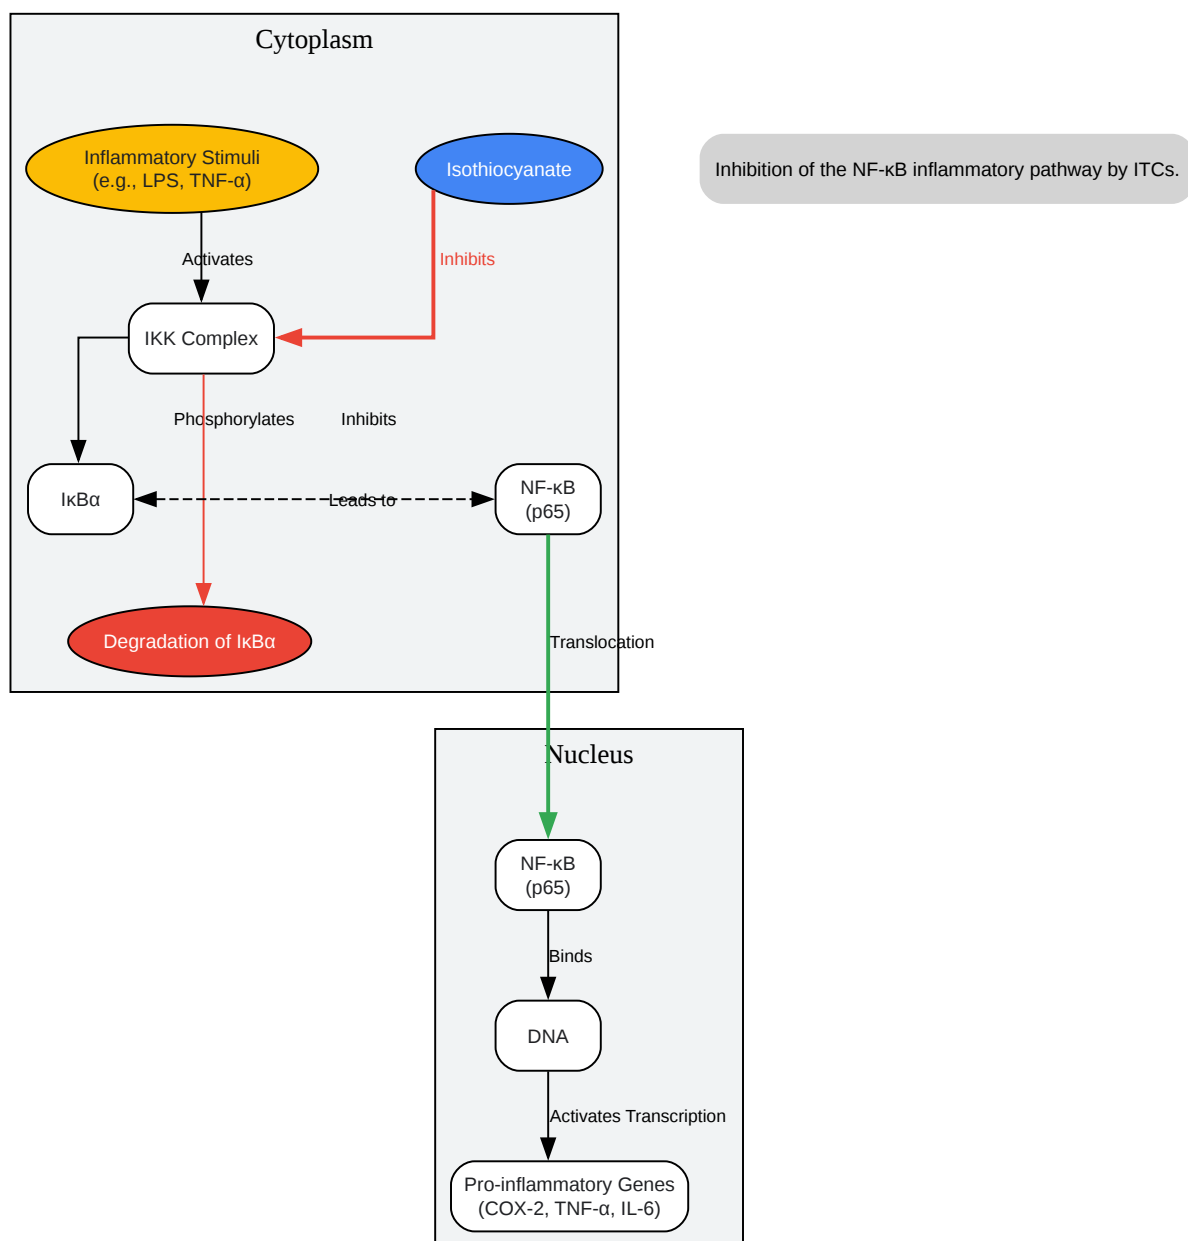 Cytoplasm
Inflammatory Stimuli
(e.g., LPS, TNF-α)
Isothiocyanate
Inhibition of the NF-κB inflammatory pathway by ITCs.
Activates
Inhibits
IKK Complex
Phosphorylates
Inhibits
IκBα
Leads to
NF-κB
(p65)
Degradation of IκBα
Translocation
Nucleus
NF-κB
(p65)
Binds
DNA
Activates Transcription
Pro-inflammatory Genes
(COX-2, TNF-α, IL-6)